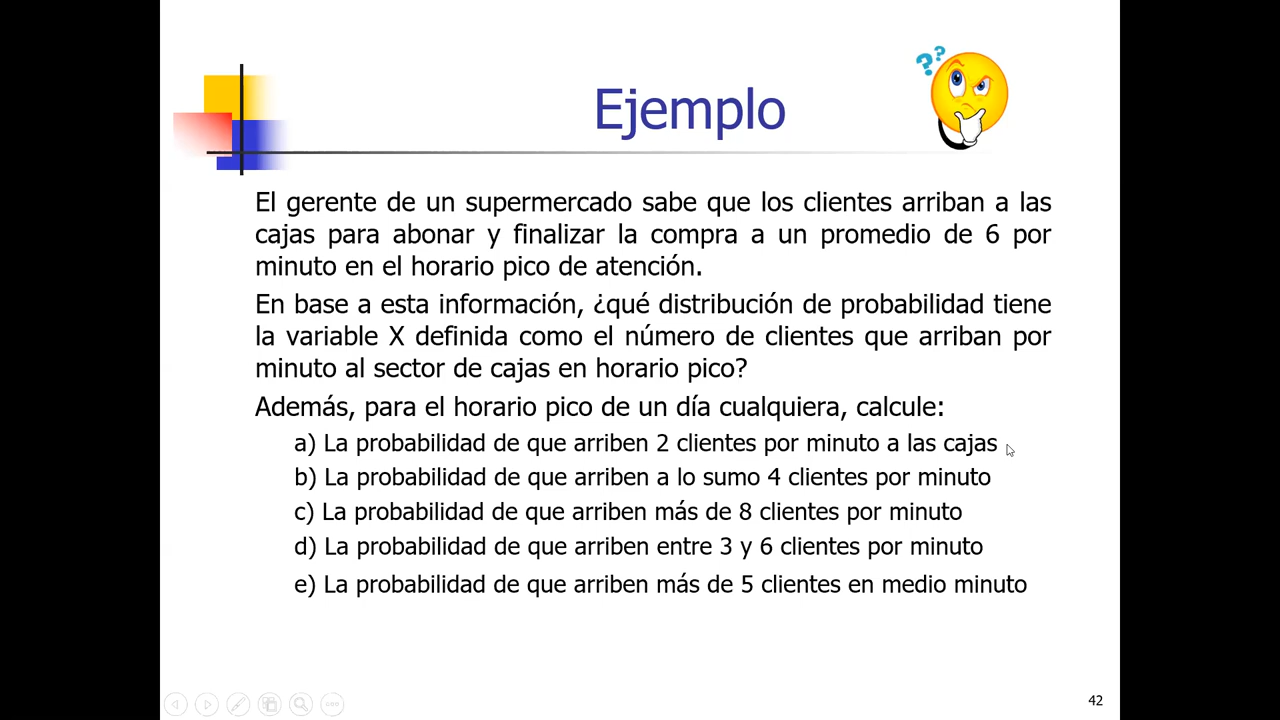 Ejemplo
El gerente de un supermercado sabe que los clientes arriban a las
cajas para abonar y finalizar la compra a un promedio de 6 por
minuto en el horario pico de atención.
En base a esta información, ¿qué distribución de probabilidad tiene
la variable X definida como el número de clientes que arriban por
minuto al sector de cajas en horario pico?
Además, para el horario pico de un día cualquiera, calcule:
a) La probabilidad de que arriben 2 clientes por minuto a las cajas
b) La probabilidad de que arriben a lo sumo 4 clientes por minuto
c) La probabilidad de que arriben más de 8 clientes por minuto
d) La probabilidad de que arriben entre 3 y 6 clientes por minuto
e) La probabilidad de que arriben más de 5 clientes en medio minuto
42